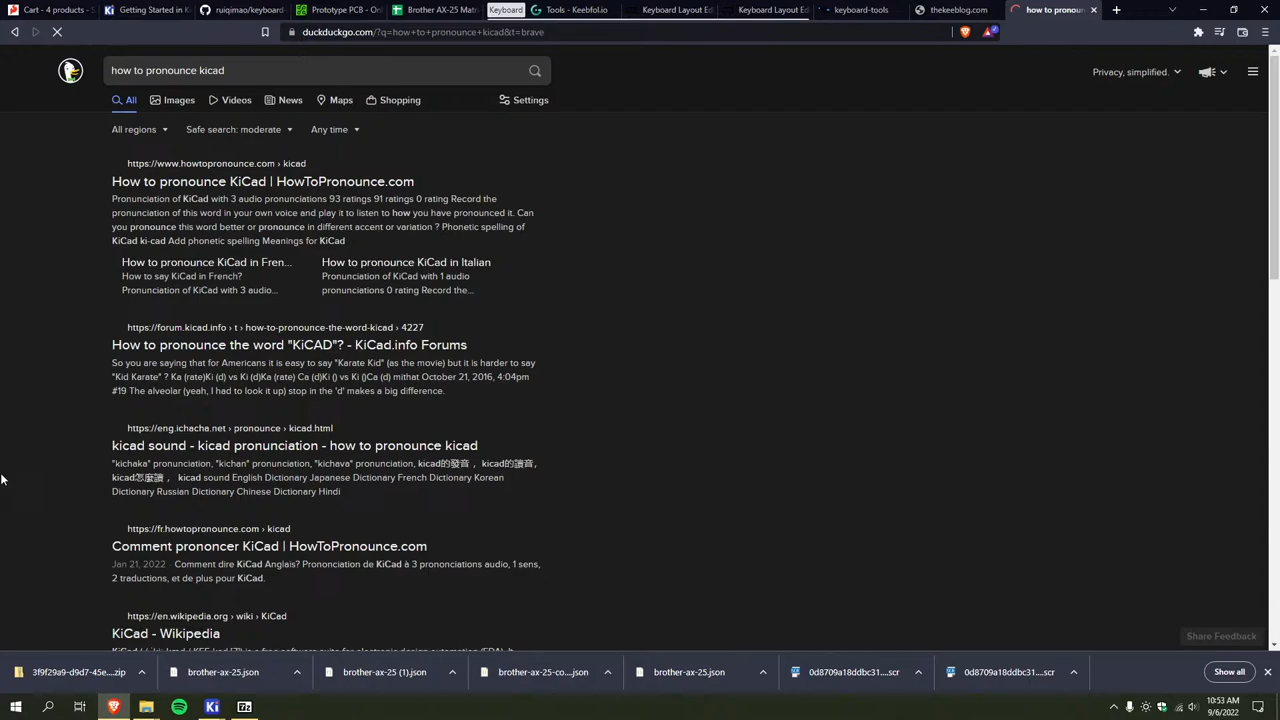 Cart - 4 products - S
Getting Started in K
ruiqimao/keyboard
Prototype PCB - On
Brother AX-25 Matri
Keyboard
Tools - Keebfol.io
Keyboard Layout Ed
Keyboard Layout Ed
keyboard-tools
thekeeblog.com
how to pronoun
duckduckgo.com/?q=how+to+pronounce+kicad&t=brave
how to pronounce kicad
Privacy, simplified.
All
Images
Videos
News
Maps
Shopping
Settings
All regions
Safe search: moderate
Any time
https://www.howtopronounce.com › kicad
How to pronounce KiCad | HowToPronounce.com
Pronunciation of KiCad with 3 audio pronunciations 93 ratings 91 ratings 0 rating Record the
pronunciation of this word in your own voice and play it to listen to how you have pronounced it. Can
you pronounce this word better or pronounce in different accent or variation ? Phonetic spelling of
KiCad ki-cad Add phonetic spelling Meanings for KiCad
How to pronounce KiCad in Fren...
How to say KiCad in French?
Pronunciation of KiCad with 3 audio...
How to pronounce KiCad in Italian
Pronunciation of KiCad with 1 audio
pronunciations 0 rating Record the...
https://forum.kicad.info › t › how-to-pronounce-the-word-kicad › 4227
How to pronounce the word "KiCAD"? - KiCad.info Forums
So you are saying that for Americans it is easy to say "Karate Kid" (as the movie) but it is harder to say
"Kid Karate" ? Ka (rate)Ki (d) vs Ki (d)Ka (rate) Ca (d)Ki () vs Ki ()Ca (d) mithat October 21, 2016, 4:04pm
#19 The alveolar (yeah, I had to look it up) stop in the 'd' makes a big difference.
https://eng.ichacha.net › pronounce › kicad.html
kicad sound - kicad pronunciation - how to pronounce kicad
"kichaka" pronunciation, "kichan" pronunciation, "kichava" pronunciation, kicad的發音， kicad的讀音，
kicad怎麼讀， kicad sound English Dictionary Japanese Dictionary French Dictionary Korean
Dictionary Russian Dictionary Chinese Dictionary Hindi
https://fr.howtopronounce.com › kicad
Comment prononcer KiCad | HowToPronounce.com
Jan 21, 2022 · Comment dire KiCad Anglais? Prononciation de KiCad à 3 prononciations audio, 1 sens,
2 traductions, et de plus pour KiCad.
https://en.wikipedia.org › wiki › KiCad
KiCad - Wikipedia
Share Feedback
3f9f29a9-d9d7-45e....zip
brother-ax-25.json
brother-ax-25 (1).json
brother-ax-25-co....json
brother-ax-25.json
0d8709a18ddbc31....scr
0d8709a18ddbc31....scr
Show all
Ki
10:53 AM
9/6/2022